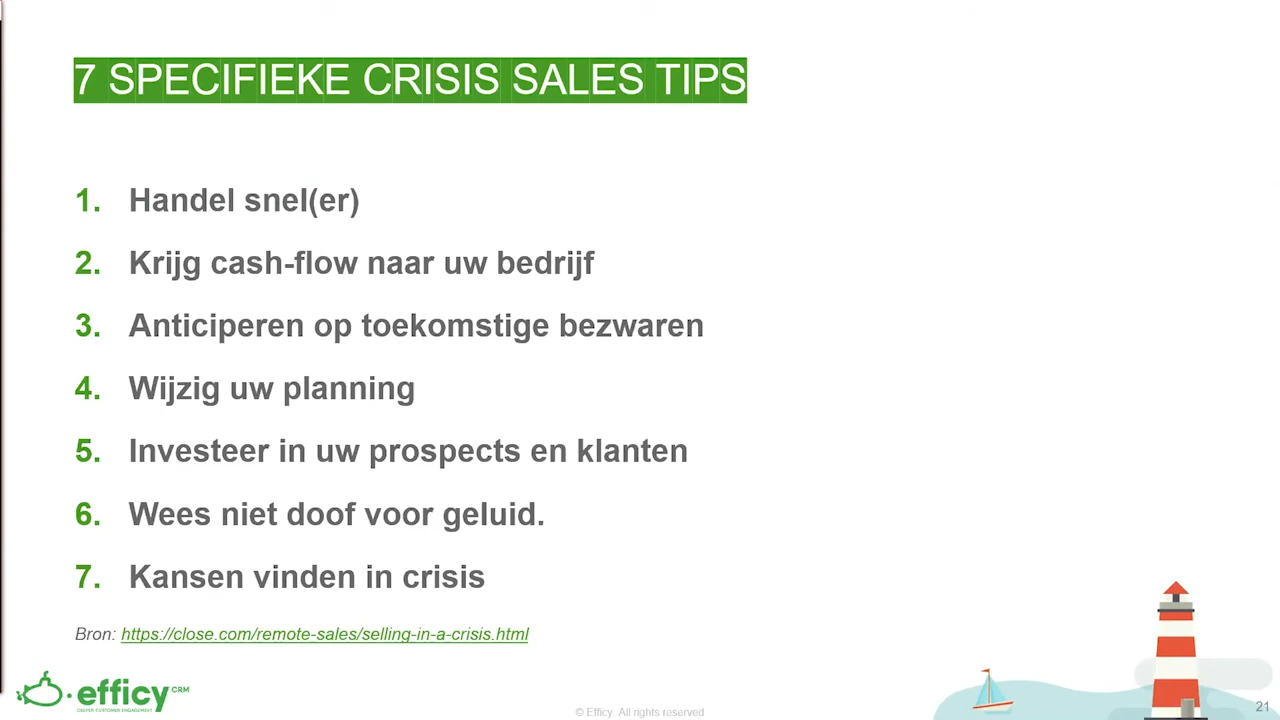 7 SPECIFIEKE CRISIS SALES TIPS
1. Handel snel(er)
2. Krijg cash-flow naar uw bedrijf
3. Anticiperen op toekomstige bezwaren
4. Wijzig uw planning
5. Investeer in uw prospects en klanten
6. Wees niet doof voor geluid.
7. Kansen vinden in crisis
Bron: https://close.com/remote-sales/selling-in-a-crisis.html
efficy CRM
DEEPER CUSTOMER ENGAGEMENT
© Efficy. All rights reserved
21